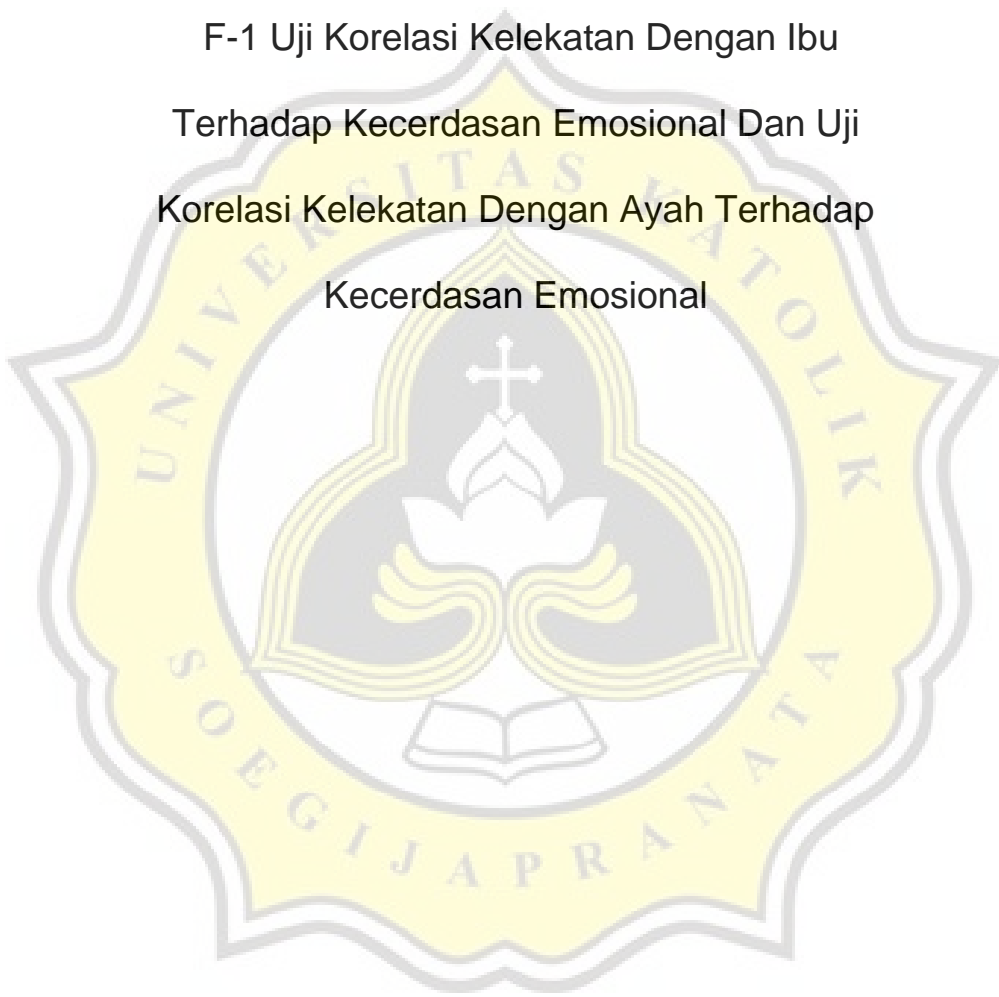 F-1 Uji Korelasi Kelekatan Dengan Ibu
Terhadap Kecerdasan Emosional Dan Uji
Korelasi Kelekatan Dengan Ayah Terhadap
Kecerdasan Emosional
UNIVERSITAS KATOLIK
SOEGIJAPRANATA